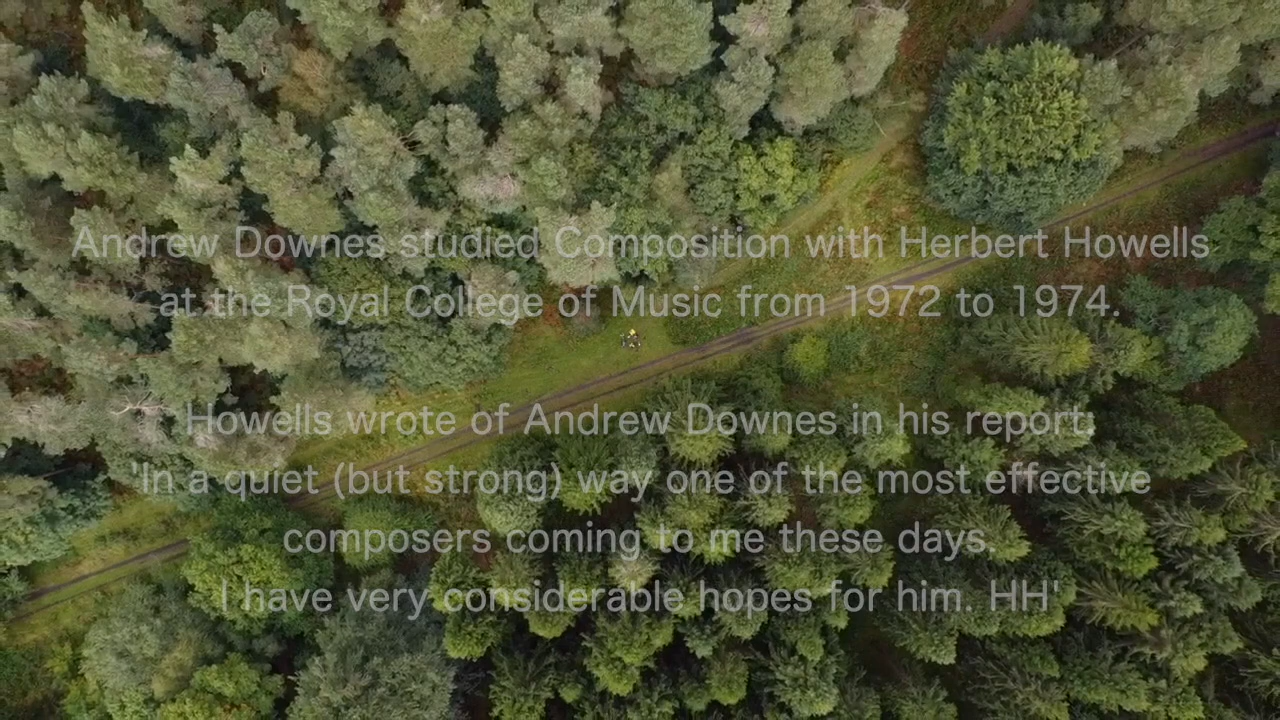 Andrew Downes studied Composition with Herbert Howells
at the Royal College of Music from 1972 to 1974.
Howells wrote of Andrew Downes in his report:
'In a quiet (but strong) way one of the most effective
composers coming to me these days
I have very considerable hopes for him. HH'